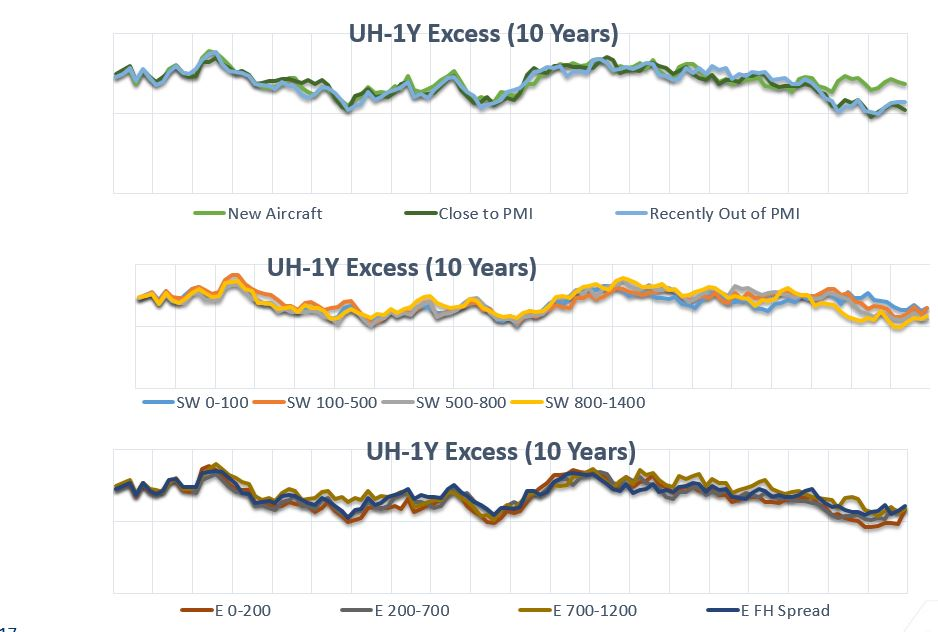 UH-1Y Excess (10 Years)
New Aircraft Close to PMI Recently Out of PMI
UH-1Y Excess (10 Years)
SW 0-100 SW 100-500 SW 500-800 SW 800-1400
UH-1Y Excess (10 Years)
E 0-200 E 200-700 E 700-1200 E FH Spread
17